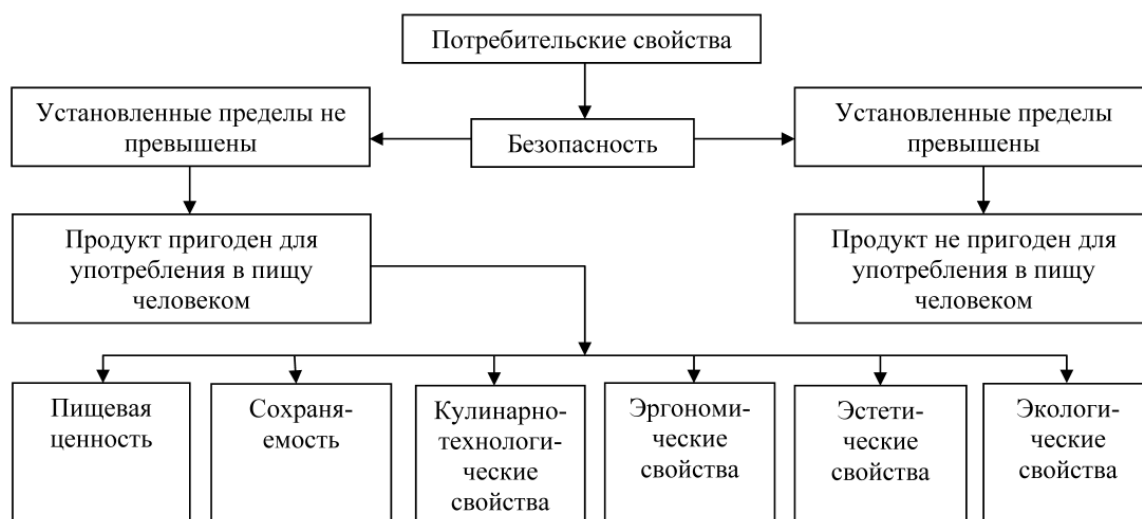 Потребительские свойства
Установленные пределы не
превышены
Безопасность
Установленные пределы
превышены
Продукт пригоден для
употребления в пищу
человеком
Продукт не пригоден для
употребления в пищу
человеком
Пищевая
ценность
Сохраня-
емость
Кулинарно-
технологи-
ческие
свойства
Эргономи-
ческие
свойства
Эстети-
ческие
свойства
Экологи-
ческие
свойства